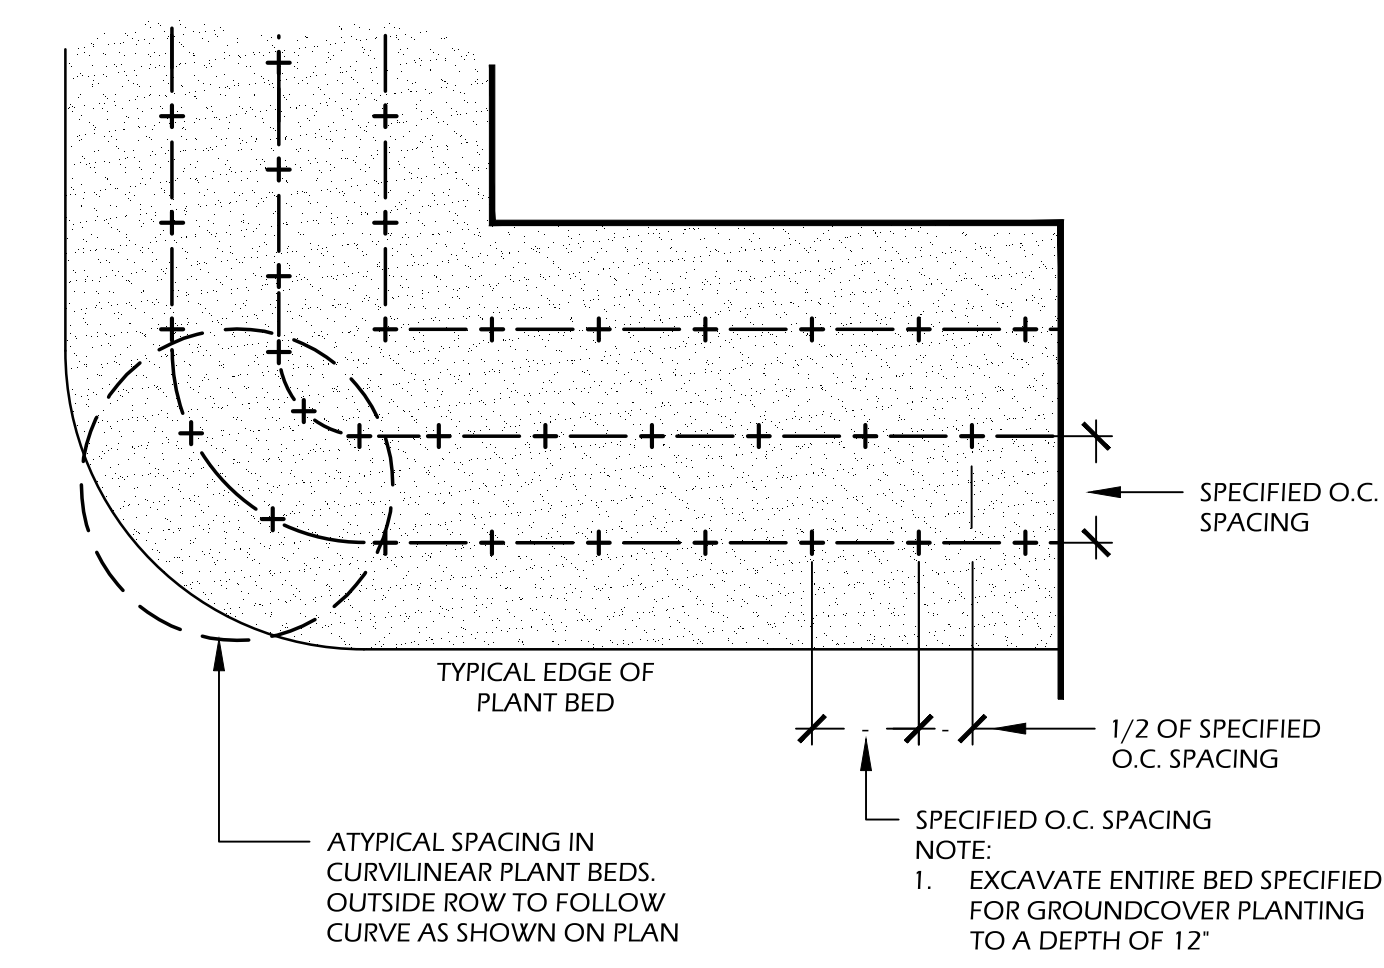 SPECIFIED O.C.
SPACING
TYPICAL EDGE OF
PLANT BED
1/2 OF SPECIFIED
O.C. SPACING
SPECIFIED O.C. SPACING
NOTE:
1. EXCAVATE ENTIRE BED SPECIFIED
FOR GROUNDCOVER PLANTING
TO A DEPTH OF 12"
ATYPICAL SPACING IN
CURVILINEAR PLANT BEDS.
OUTSIDE ROW TO FOLLOW
CURVE AS SHOWN ON PLAN